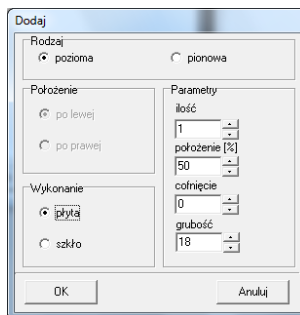 Dodaj
Rodzaj
pozioma
pionowa
Położenie
po lewej
po prawej
Wykonanie
płyta
szkło
Parametry
ilość
1
położenie [%]
50
cofnięcie
0
grubość
18
OK
Anuluj